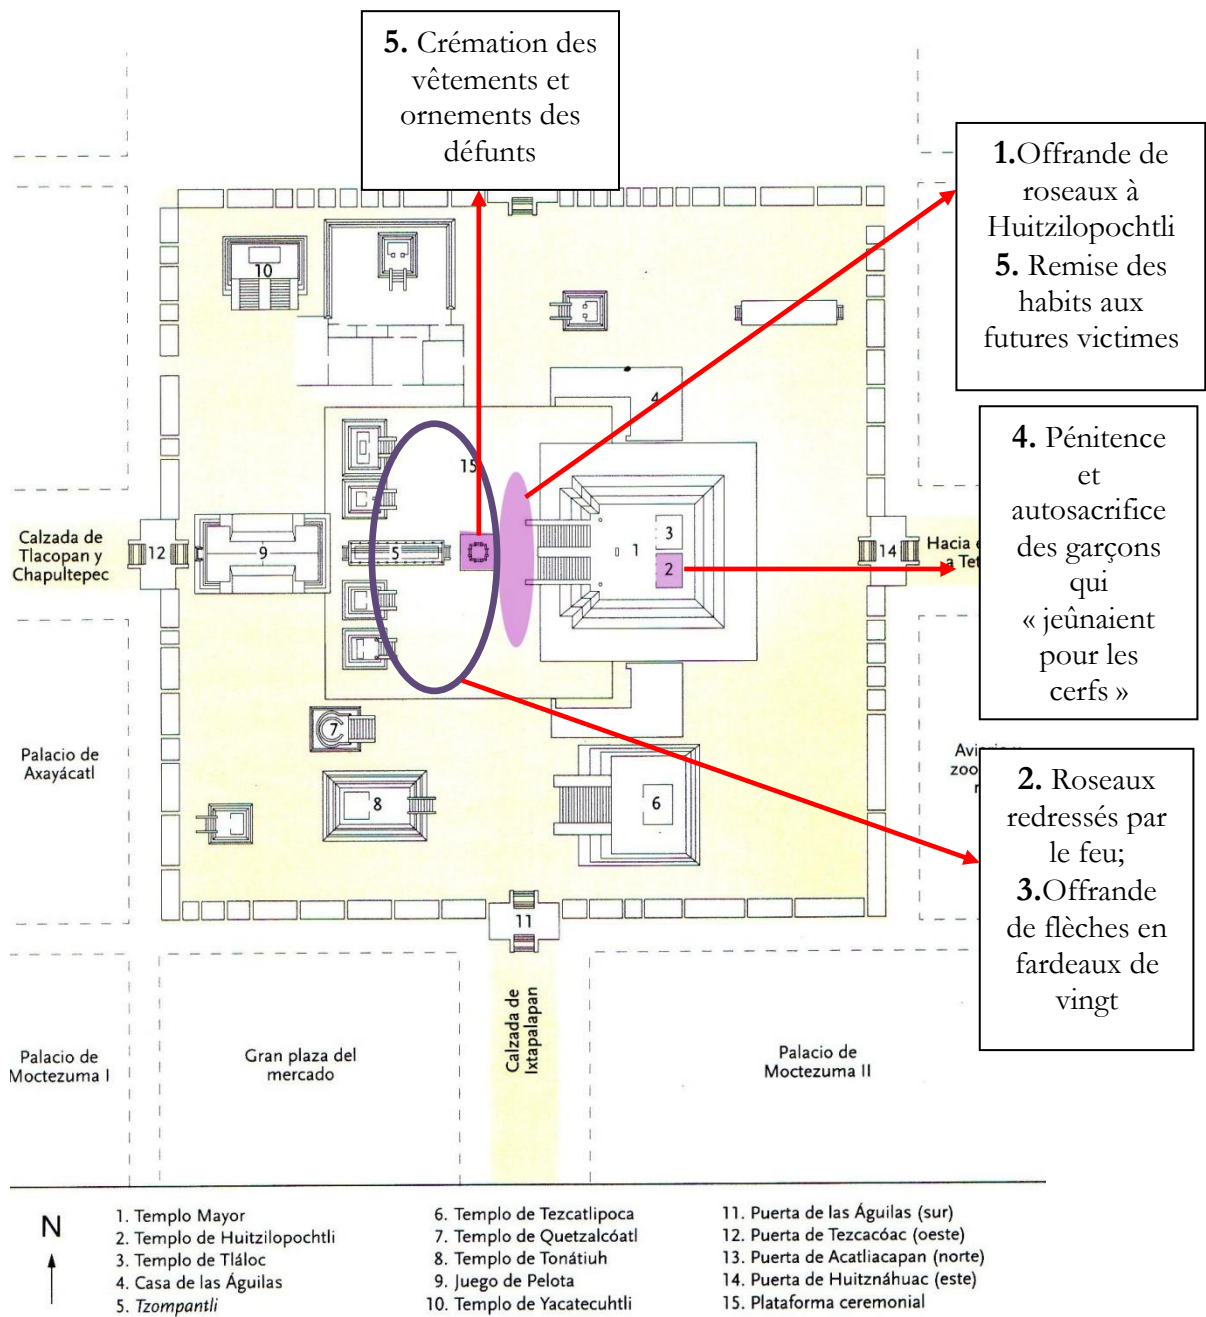 5. Crémation des
vêtements et
ornements des
défunts
1.Offrande de
roseaux à
Huitzilopochtli
5. Remise des
habits aux
futures victimes
10
4
4. Pénitence
et
autosacrifice
des garçons
qui
« jeûnaient
pour les
cerfs »
15
Calzada de
Tlacopan y
Chapultepec
12
9
5
1
3
2
14
Hacia
a
7
8
6
Palacio de
Axayácatl
2. Roseaux
redressés par
le feu;
3.Offrande
de flèches en
fardeaux de
vingt
11
Calzada de
Ixtapalapan
Palacio de
Moctezuma I
Gran plaza del
mercado
Palacio de
Moctezuma II
N
1. Templo Mayor
2. Templo de Huitzilopochtli
3. Templo de Tláloc
4. Casa de las Águilas
5. Tzompantli
6. Templo de Tezcatlipoca
7. Templo de Quetzalcóatl
8. Templo de Tonátiuh
9. Juego de Pelota
10. Templo de Yacatecuhtli
11. Puerta de las Águilas (sur)
12. Puerta de Tezcacóac (oeste)
13. Puerta de Acatliacapan (norte)
14. Puerta de Huitznáhuac (este)
15. Plataforma ceremonial